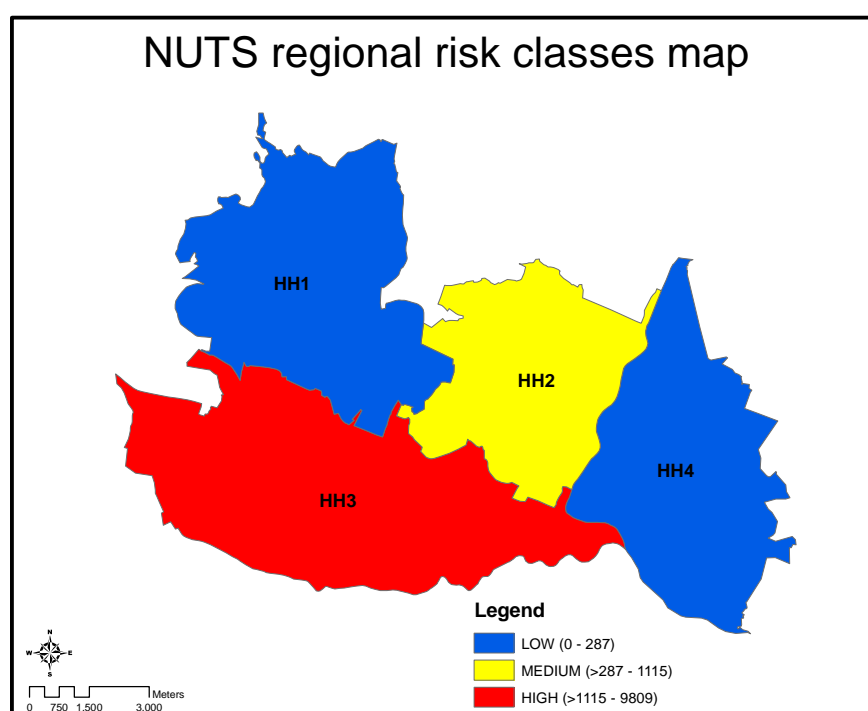 NUTS regional risk classes map
HH1
HH2
HH4
HH3
Legend
LOW (0 - 287)
MEDIUM (>287 - 1115)
HIGH (>1115 - 9809)
N
W E
S
Meters
0 750 1.500 3.000